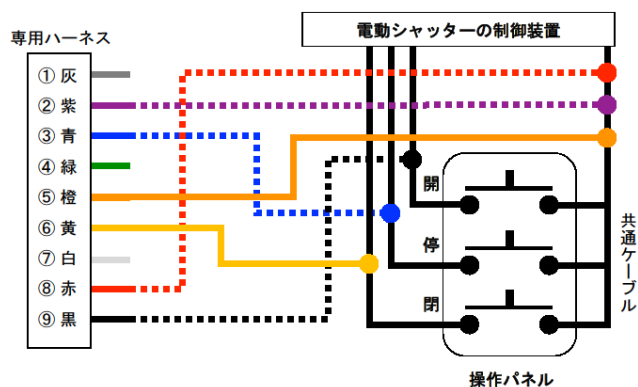 電動シャッターの制御装置
専用ハーネス
① 灰
② 紫
③ 青
④ 緑
⑤ 橙
⑥ 黄
⑦ 白
⑧ 赤
⑨ 黒
開
停
閉
共通ケーブル
操作パネル